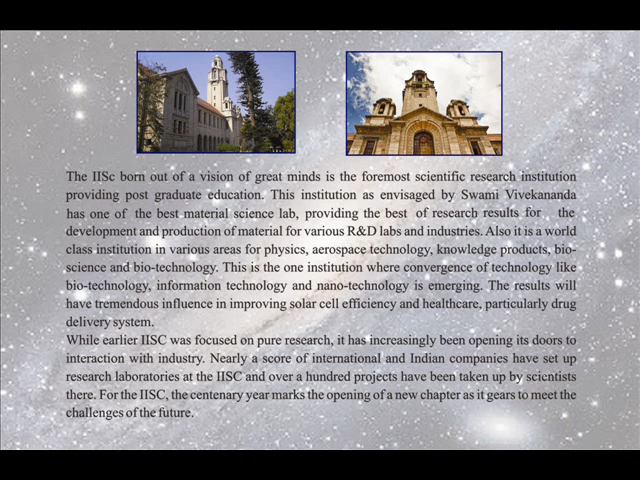 The IISc born out of a vision of great minds is the foremost scientific research institution
providing post graduate education. This institution as envisaged by Swami Vivekananda
has one of the best material science lab, providing the best of research results for the
development and production of material for various R&D labs and industries. Also it is a world
class institution in various areas for physics, aerospace technology, knowledge products, bio-
science and bio-technology. This is the one institution where convergence of technology like
bio-technology, information technology and nano-technology is emerging. The results will
have tremendous influence in improving solar cell efficiency and healthcare, particularly drug
delivery system.
While earlier IISC was focused on pure research, it has increasingly been opening its doors to
interaction with industry. Nearly a score of international and Indian companies have set up
research laboratories at the IISC and over a hundred projects have been taken up by scientists
there. For the IISC, the centenary year marks the opening of a new chapter as it gears to meet the
challenges of the future.